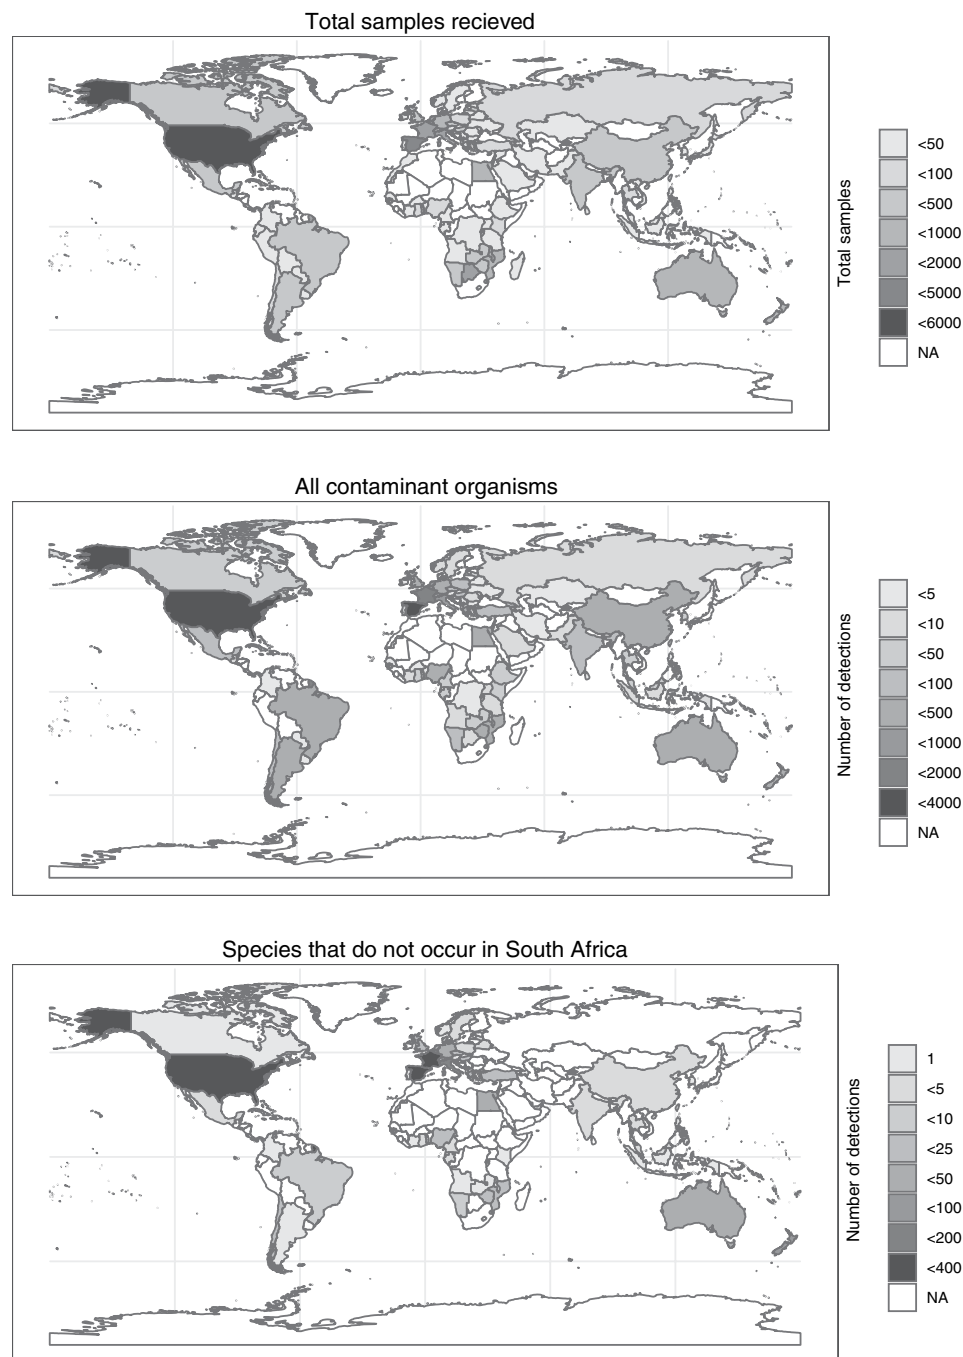 Total samples recieved
Total samples
<50
<100
<500
<1000
<2000
<5000
<6000
NA
All contaminant organisms
Number of detections
<5
<10
<50
<100
<500
<1000
<2000
<4000
NA
Species that do not occur in South Africa
Number of detections
1
<5
<10
<25
<50
<100
<200
<400
NA